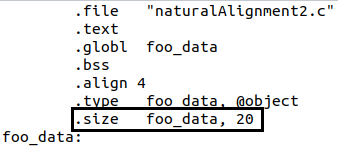 .file "naturalAlignment2.c"
.text
.globl foo_data
.bss
.align 4
.type foo_data, @object
.size foo_data, 20
foo_data: